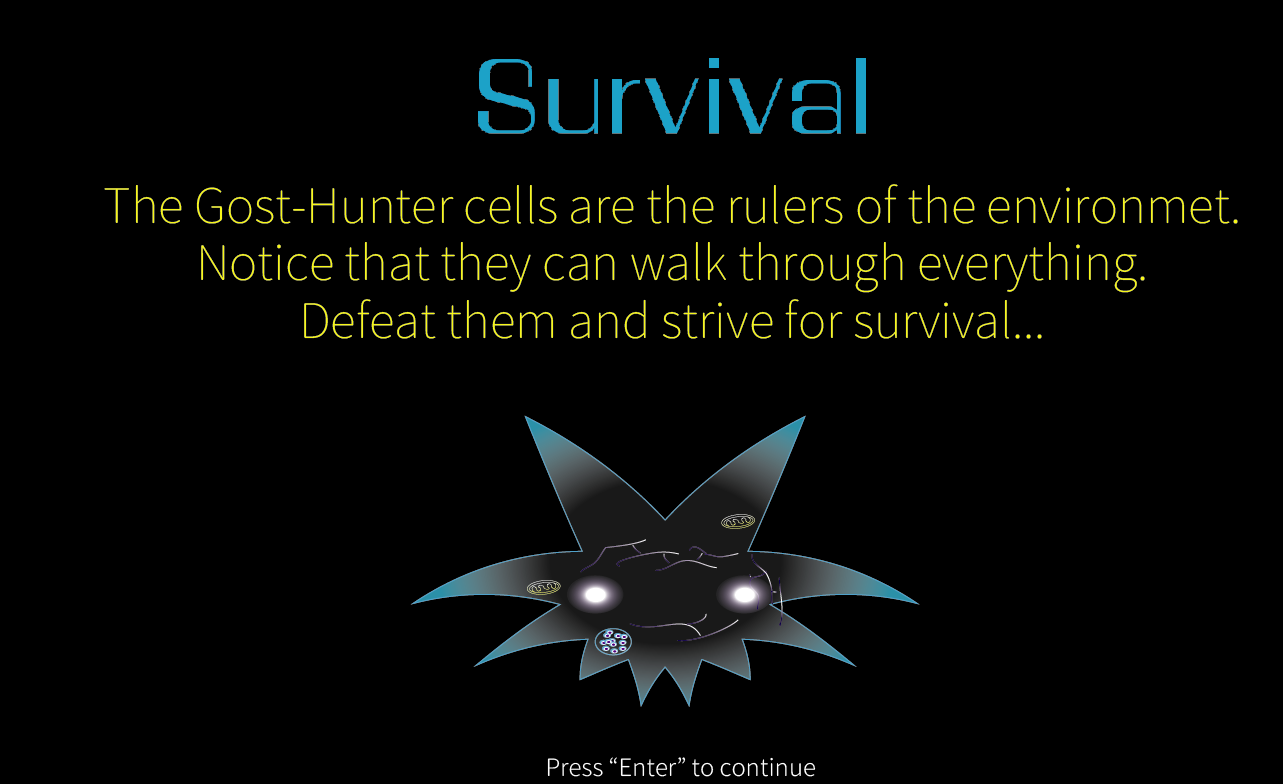 Survival
The Gost-Hunter cells are the rulers of the environmet.
Notice that they can walk through everything.
Defeat them and strive for survival...
Press “Enter” to continue